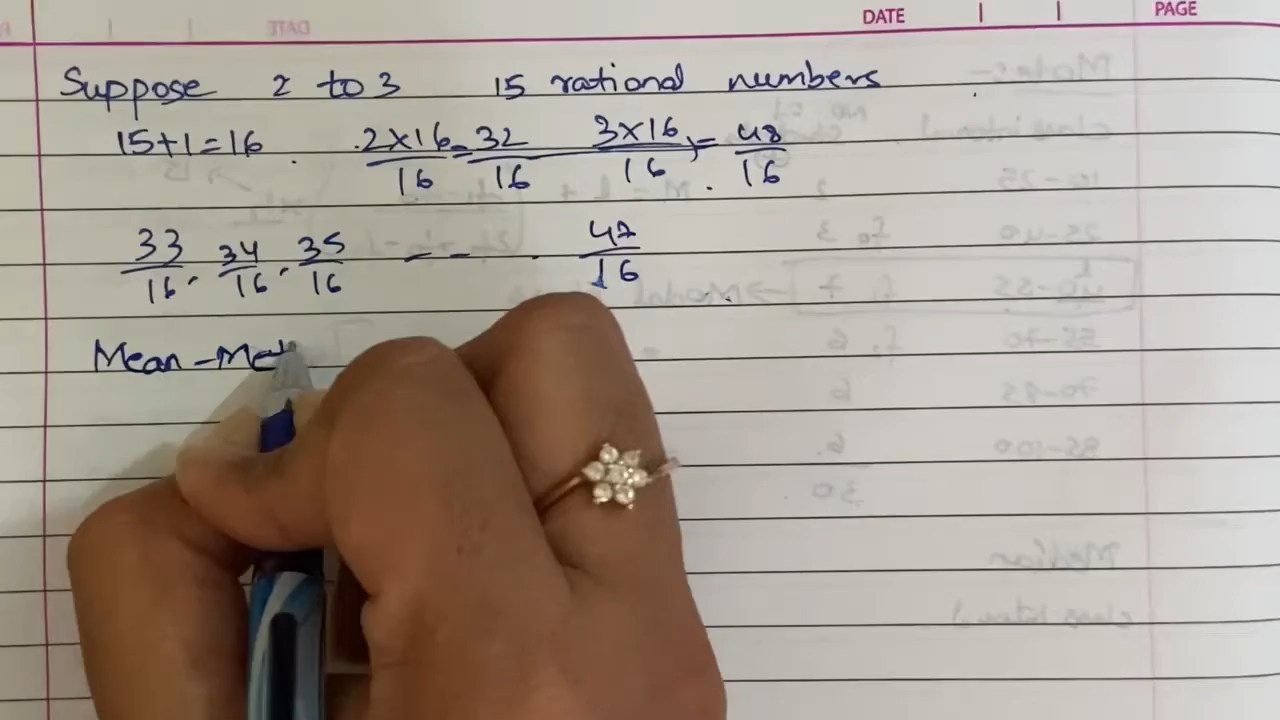 DATE PAGE
Suppose 2 to 3 15 rational numbers
15+1=16 . 2×16/16 = 32/16 3×16/16 , = 48/16
33/16 . 34/16 . 35/16 - - . 47/16
Mean-Met